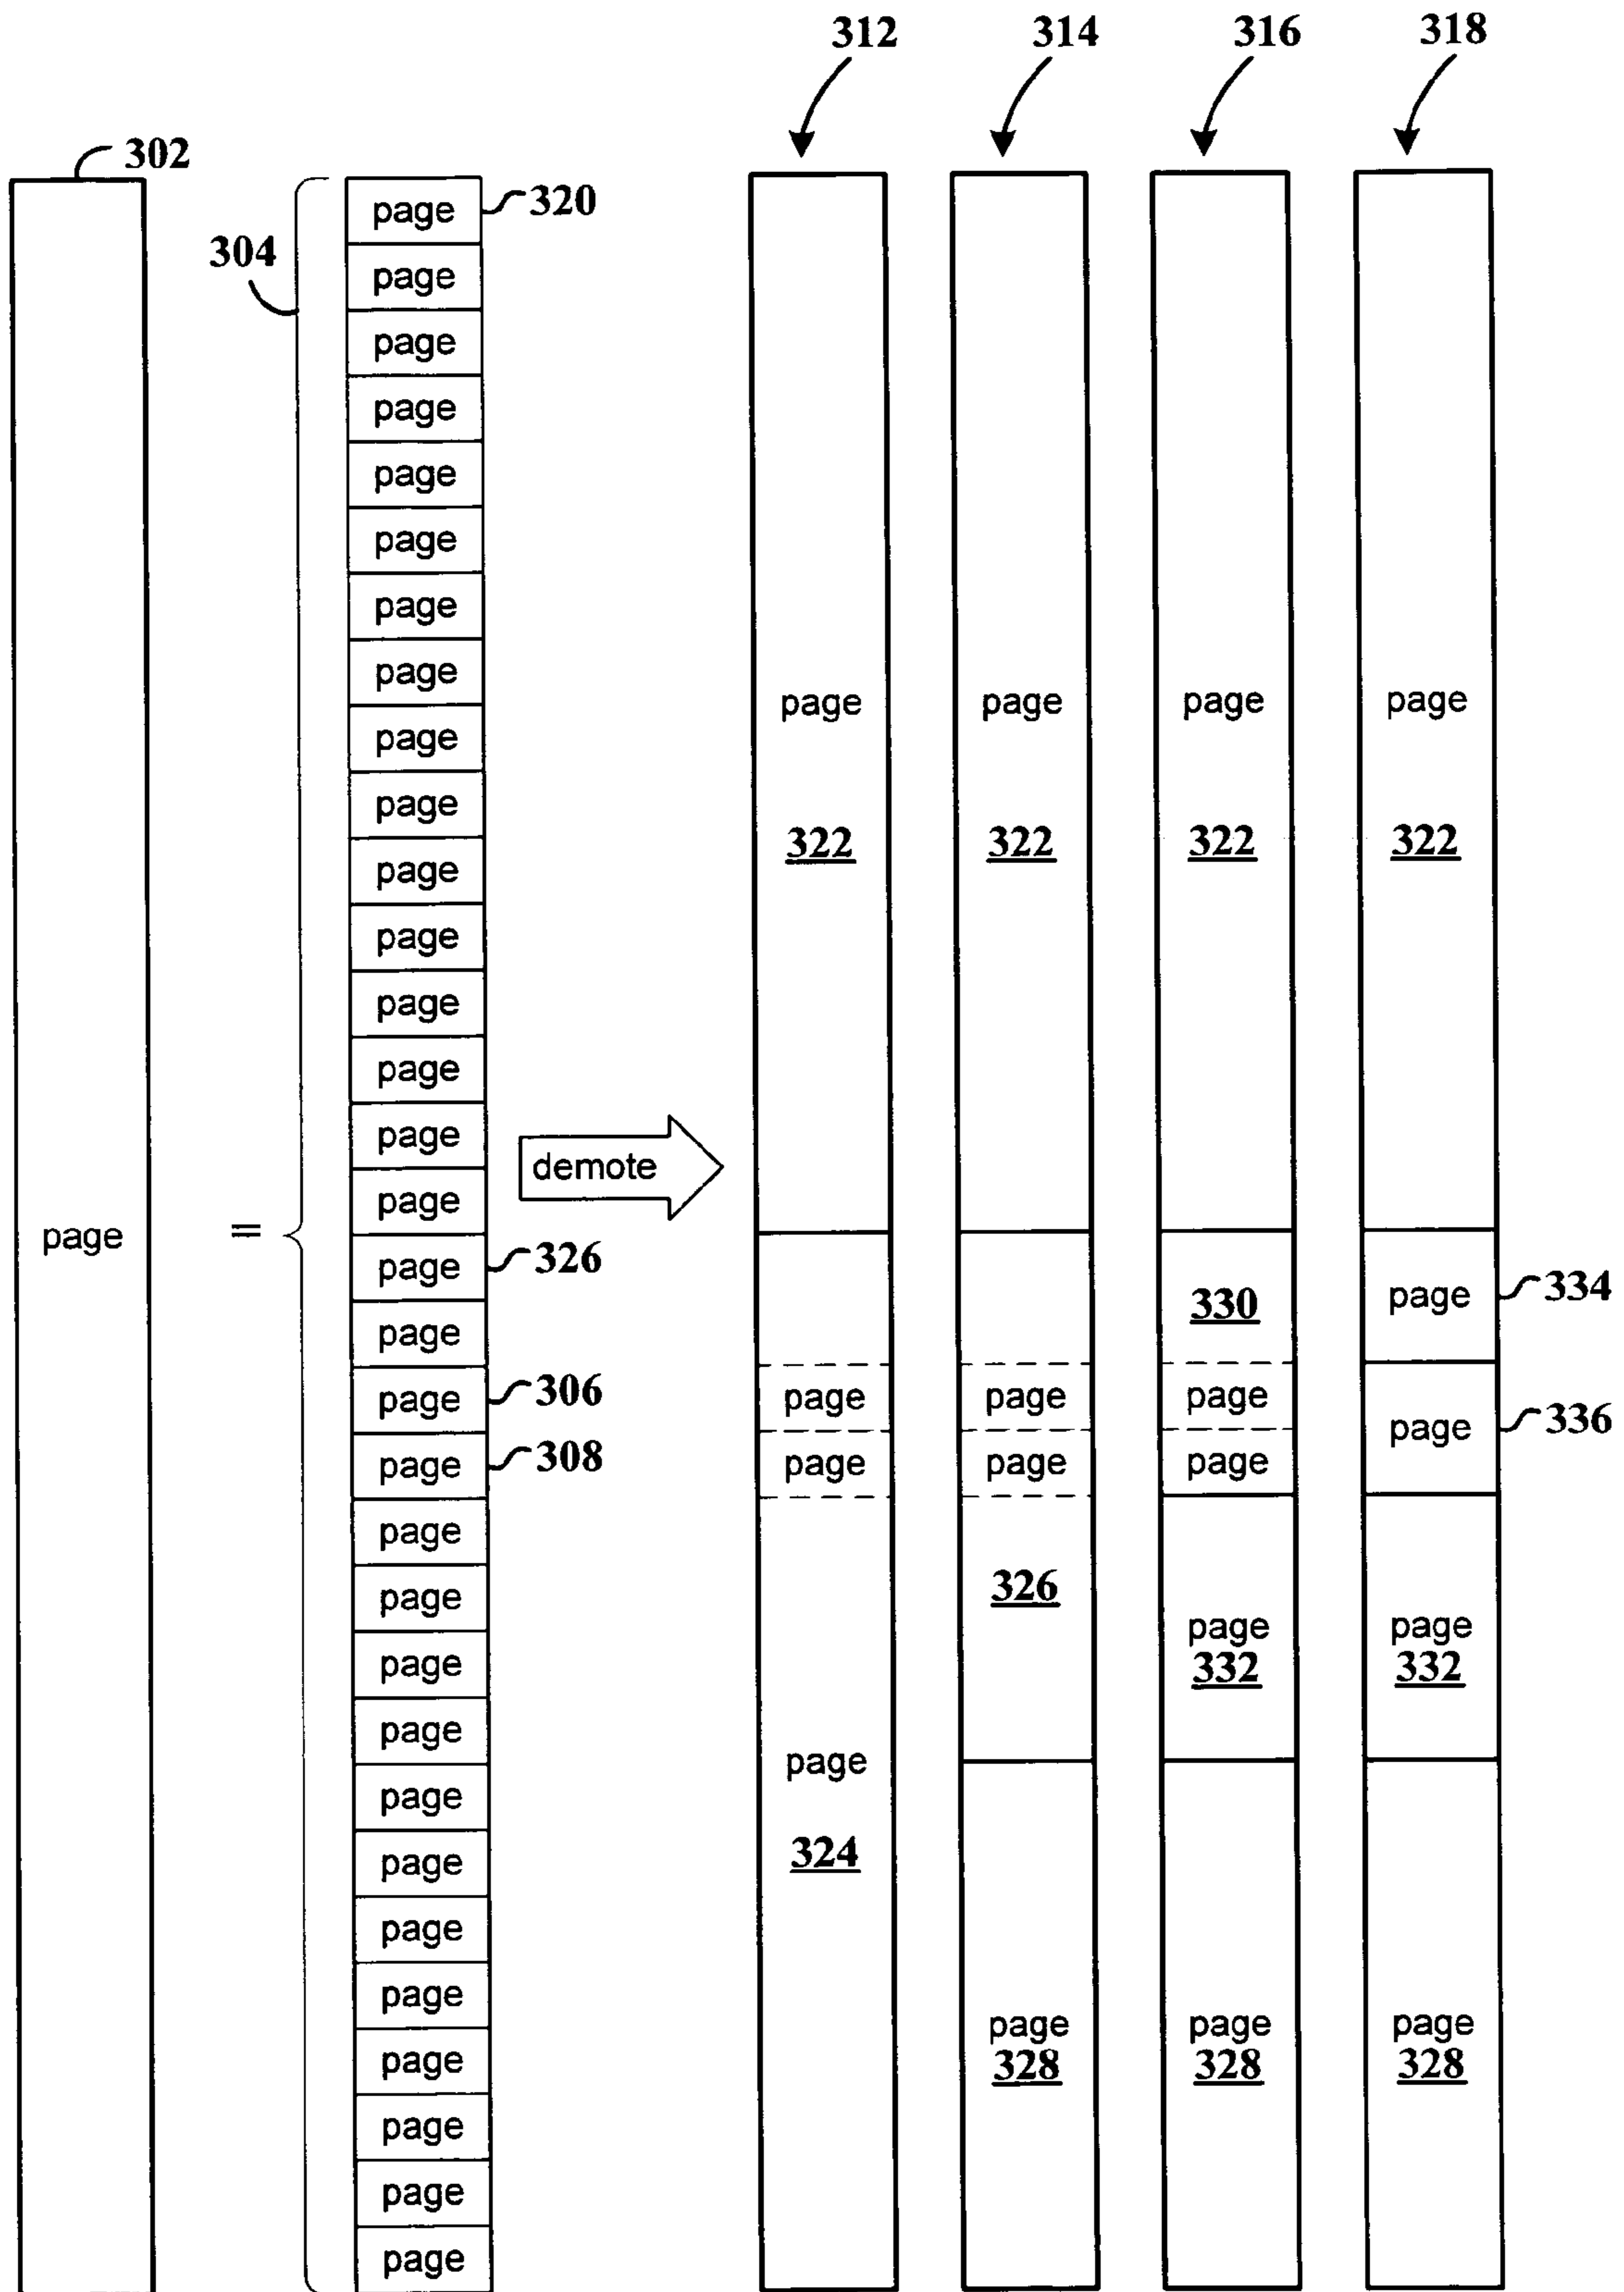 312 314 316 318
302
page 320
304
page
page
page
page
page
page
page
page page page page
page
page
322 322 322 322
page
page
page
page
page
demote
page
page ≡
page 326
330 page 334
page
page 306 page page page
page 336
page 308 page page page
page
326
page
page page
page 332 332
page
page
page
page 324
page
page
page page page
page 328 328 328
page
page
page